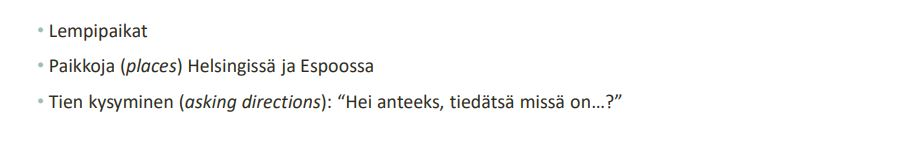 • Lempipaikat
• Paikkoja (places) Helsingissä ja Espoossa
• Tien kysyminen (asking directions): “Hei anteeks, tiedätsä missä on…?”